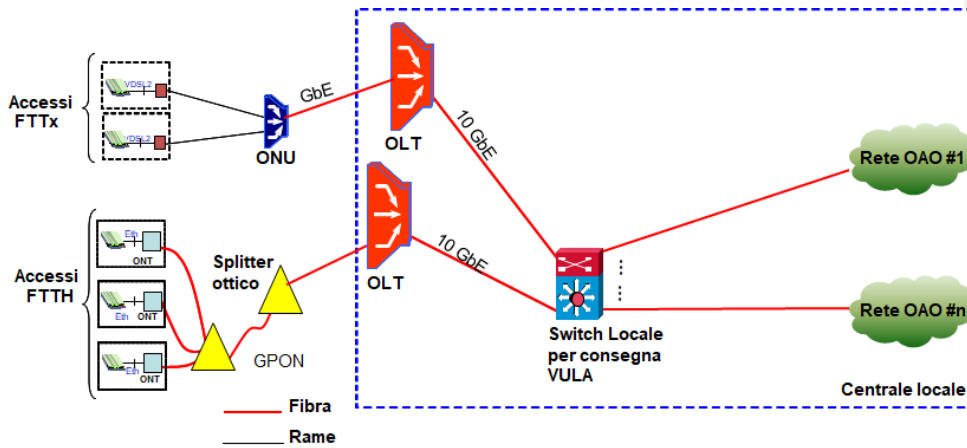 Accessi
FTTx
VDSL2
VDSL2
ONU
GbE
OLT
10 GbE
Rete OAO #1
Accessi
FTTH
Eth
ONT
Eth
ONT
Eth
ONT
Splitter
ottico
GPON
OLT
10 GbE
Switch Locale
per consegna
VULA
Rete OAO #n
Centrale locale
Fibra
Rame